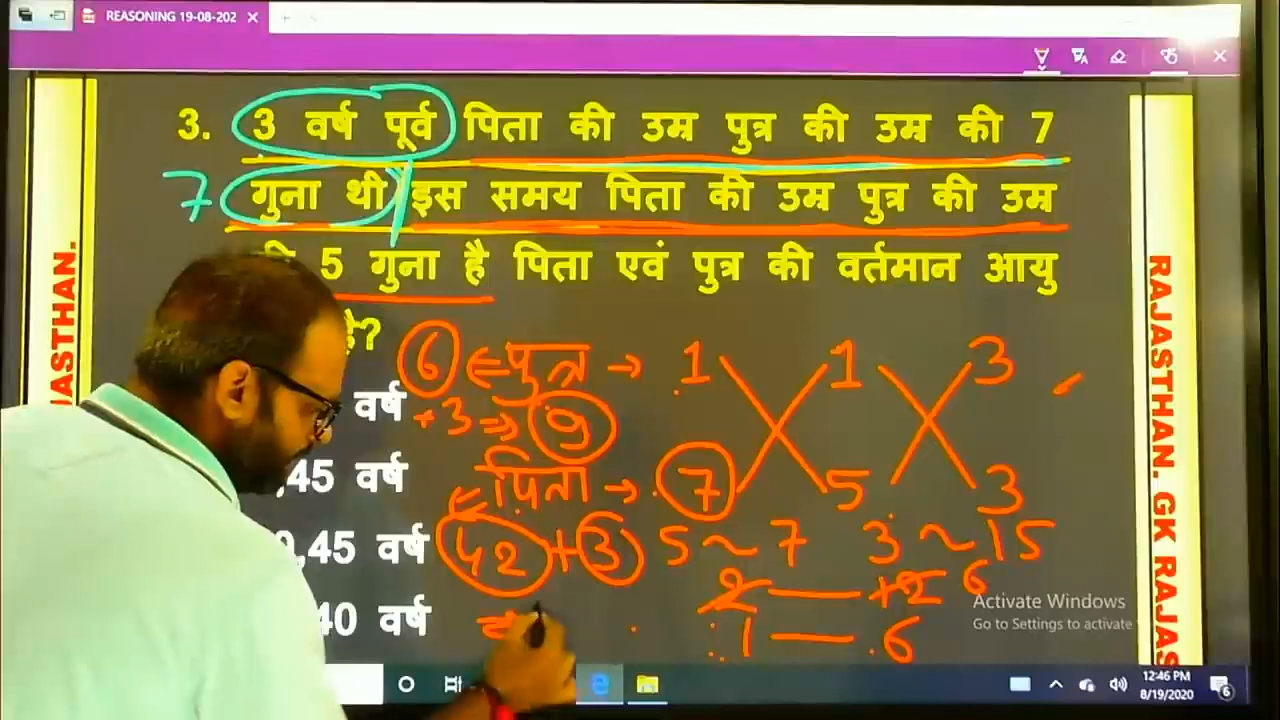 REASONING 19-08-202
3. 3 वर्ष पूर्व पिता की उम्र पुत्र की उम्र की 7
7 गुना थी इस समय पिता की उम्र पुत्र की उम्र
5 गुना है पिता एवं पुत्र की वर्तमान आयु
है?
6 ⇐ पुत्र → 1 1 3
वर्ष +3 ⇒ 9
,45 वर्ष ← पिता → 7 5 3
,45 वर्ष 42 + 3 5 ~ 7 3 ~ 15
2 — +2 6
40 वर्ष 1 — 6
JASTHAN.
RAJASTHAN. GK RAJAS
Activate Windows
Go to Settings to activate
12:46 PM
8/19/2020
6